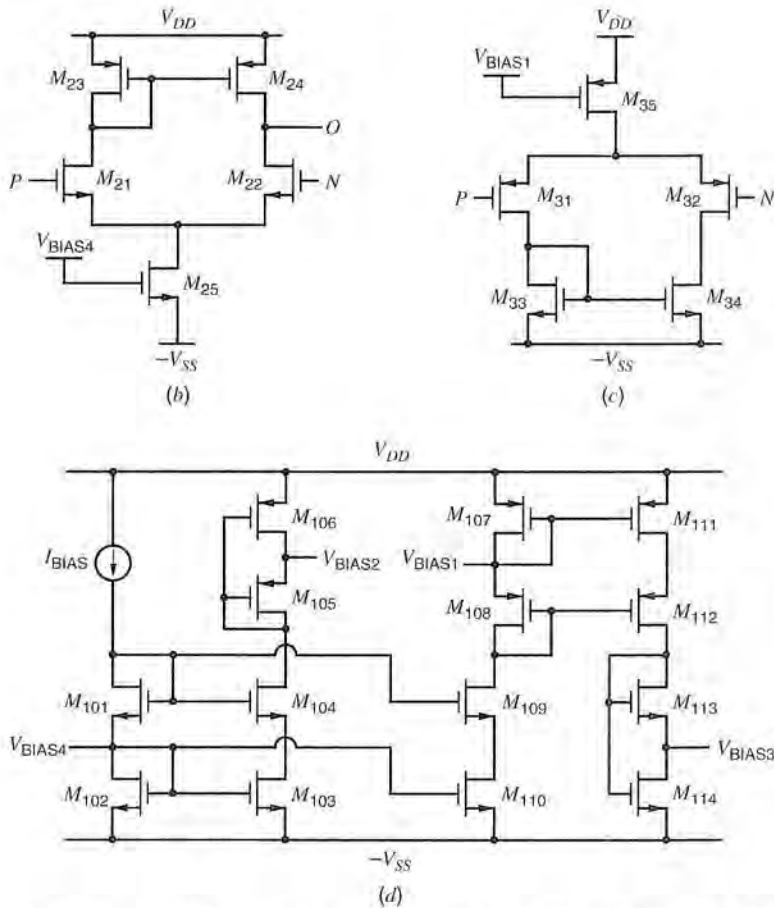 V_DD
M_23
M_24
O
P
M_21
M_22
N
V_BIAS4
M_25
−V_SS
(b)
V_DD
V_BIAS1
M_35
P
M_31
M_32
N
M_33
M_34
−V_SS
(c)
V_DD
M_106
M_107
M_111
I_BIAS
V_BIAS2
V_BIAS1
M_105
M_108
M_112
M_101
M_104
M_109
M_113
V_BIAS4
V_BIAS3
M_102
M_103
M_110
M_114
−V_SS
(d)